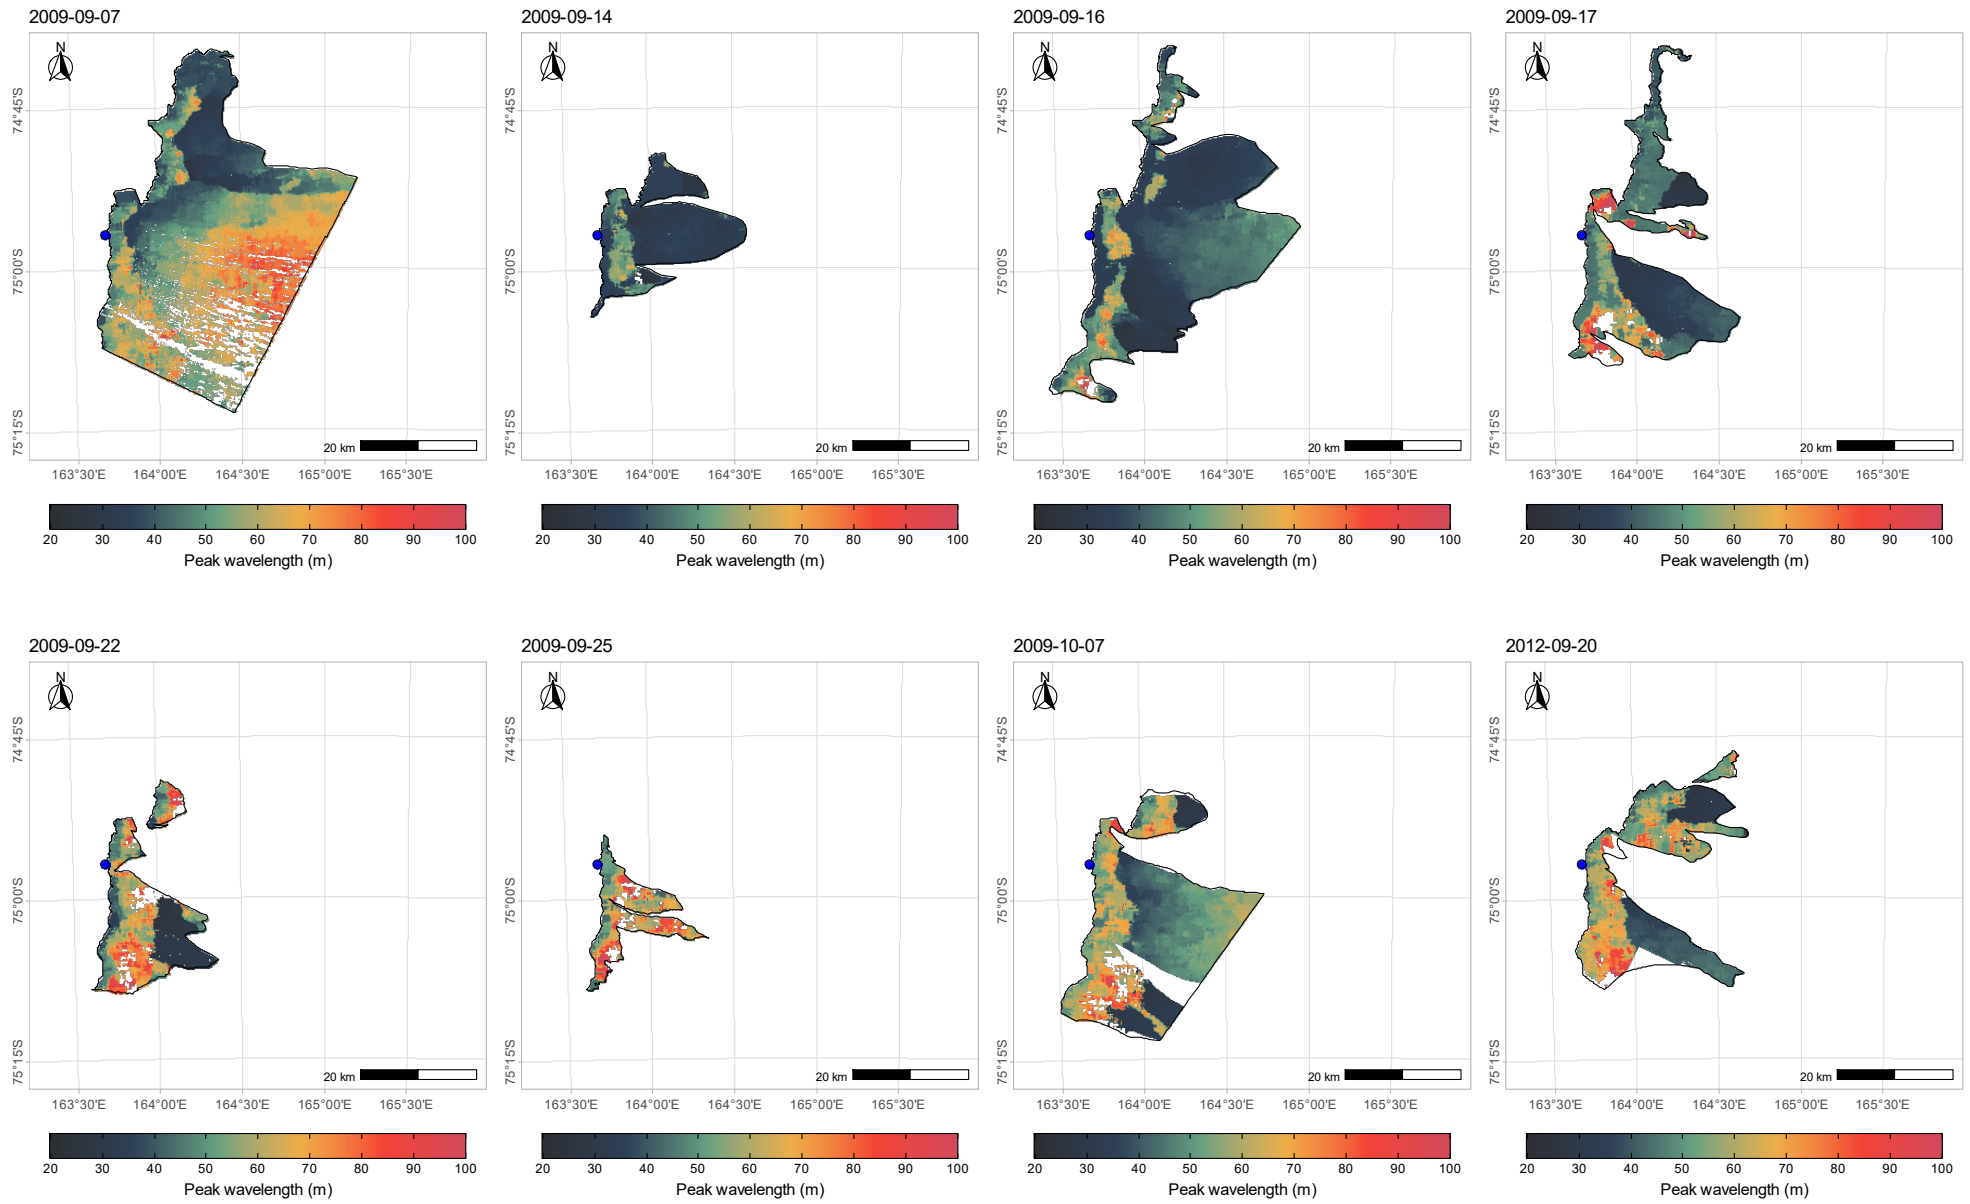 2009-09-07
N
74°45'S
75°00'S
75°15'S
20 km
163°30'E 164°00'E 164°30'E 165°00'E 165°30'E
20 30 40 50 60 70 80 90 100
Peak wavelength (m)
2009-09-14
N
74°45'S
75°00'S
75°15'S
20 km
163°30'E 164°00'E 164°30'E 165°00'E 165°30'E
20 30 40 50 60 70 80 90 100
Peak wavelength (m)
2009-09-16
N
74°45'S
75°00'S
75°15'S
20 km
163°30'E 164°00'E 164°30'E 165°00'E 165°30'E
20 30 40 50 60 70 80 90 100
Peak wavelength (m)
2009-09-17
N
74°45'S
75°00'S
75°15'S
20 km
163°30'E 164°00'E 164°30'E 165°00'E 165°30'E
20 30 40 50 60 70 80 90 100
Peak wavelength (m)
2009-09-22
N
74°45'S
75°00'S
75°15'S
20 km
163°30'E 164°00'E 164°30'E 165°00'E 165°30'E
20 30 40 50 60 70 80 90 100
Peak wavelength (m)
2009-09-25
N
74°45'S
75°00'S
75°15'S
20 km
163°30'E 164°00'E 164°30'E 165°00'E 165°30'E
20 30 40 50 60 70 80 90 100
Peak wavelength (m)
2009-10-07
N
74°45'S
75°00'S
75°15'S
20 km
163°30'E 164°00'E 164°30'E 165°00'E 165°30'E
20 30 40 50 60 70 80 90 100
Peak wavelength (m)
2012-09-20
N
74°45'S
75°00'S
75°15'S
20 km
163°30'E 164°00'E 164°30'E 165°00'E 165°30'E
20 30 40 50 60 70 80 90 100
Peak wavelength (m)